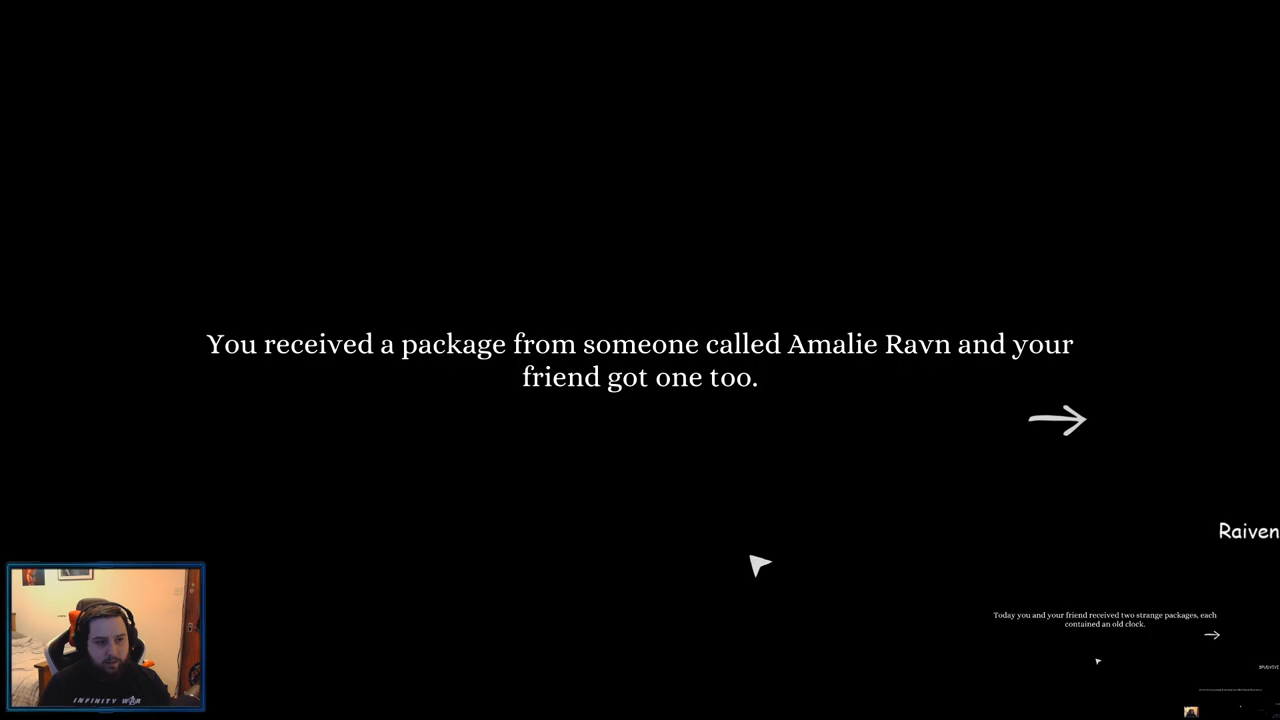 You received a package from someone called Amalie Ravn and your
friend got one too.
Raiven
Today you and your friend received two strange packages, each
contained an old clock.
INFINITY WAR